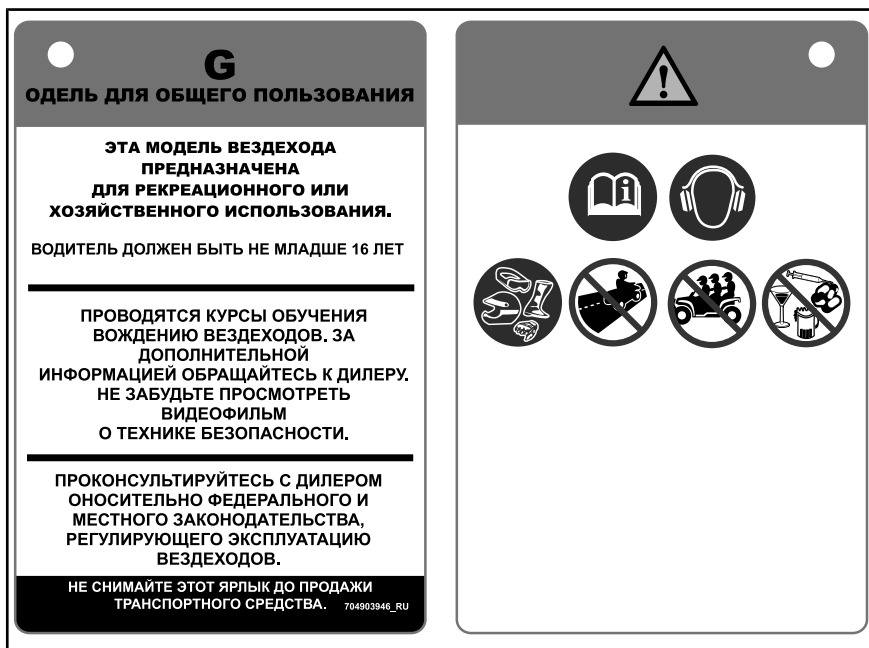 G
ОДЕЛЬ ДЛЯ ОБЩЕГО ПОЛЬЗОВАНИЯ
ЭТА МОДЕЛЬ ВЕЗДЕХОДА
ПРЕДНАЗНАЧЕНА
ДЛЯ РЕКРЕАЦИОННОГО ИЛИ
ХОЗЯЙСТВЕННОГО ИСПОЛЬЗОВАНИЯ.
ВОДИТЕЛЬ ДОЛЖЕН БЫТЬ НЕ МЛАДШЕ 16 ЛЕТ
ПРОВОДЯТСЯ КУРСЫ ОБУЧЕНИЯ
ВОЖДЕНИЮ ВЕЗДЕХОДОВ. ЗА
ДОПОЛНИТЕЛЬНОЙ
ИНФОРМАЦИЕЙ ОБРАЩАЙТЕСЬ К ДИЛЕРУ.
НЕ ЗАБУДЬТЕ ПРОСМОТРЕТЬ
ВИДЕОФИЛЬМ
О ТЕХНИКЕ БЕЗОПАСНОСТИ.
ПРОКОНСУЛЬТИРУЙТЕСЬ С ДИЛЕРОМ
ОНОСИТЕЛЬНО ФЕДЕРАЛЬНОГО И
МЕСТНОГО ЗАКОНОДАТЕЛЬСТВА,
РЕГУЛИРУЮЩЕГО ЭКСПЛУАТАЦИЮ
ВЕЗДЕХОДОВ.
НЕ СНИМАЙТЕ ЭТОТ ЯРЛЫК ДО ПРОДАЖИ
ТРАНСПОРТНОГО СРЕДСТВА. 704903946_RU